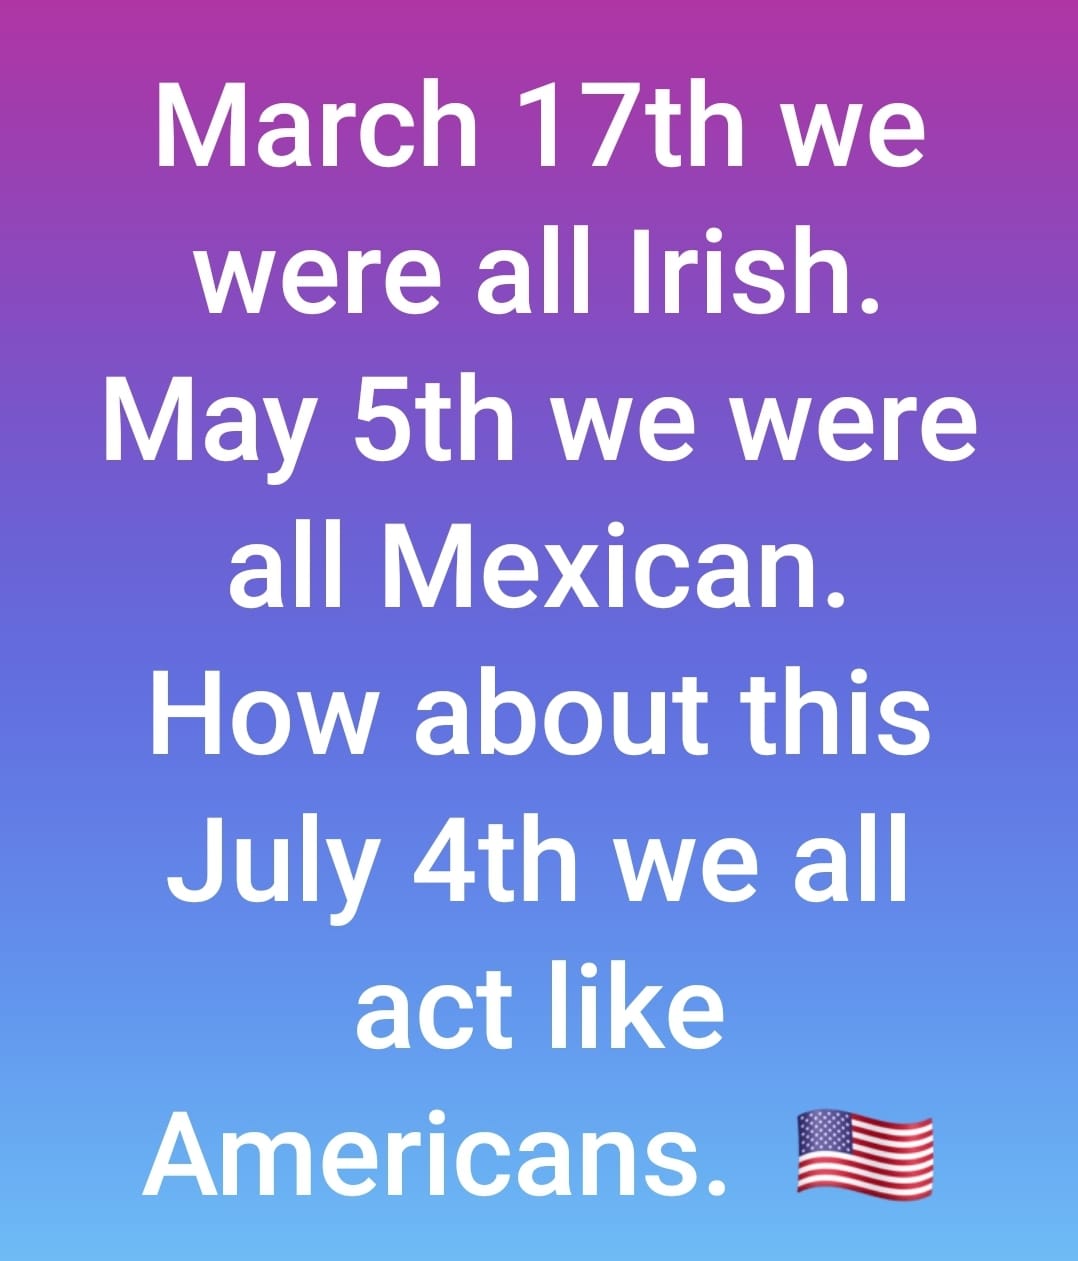 March 17th we
were all Irish.
May 5th we were
all Mexican.
How about this
July 4th we all
act like
Americans. 🇺🇸